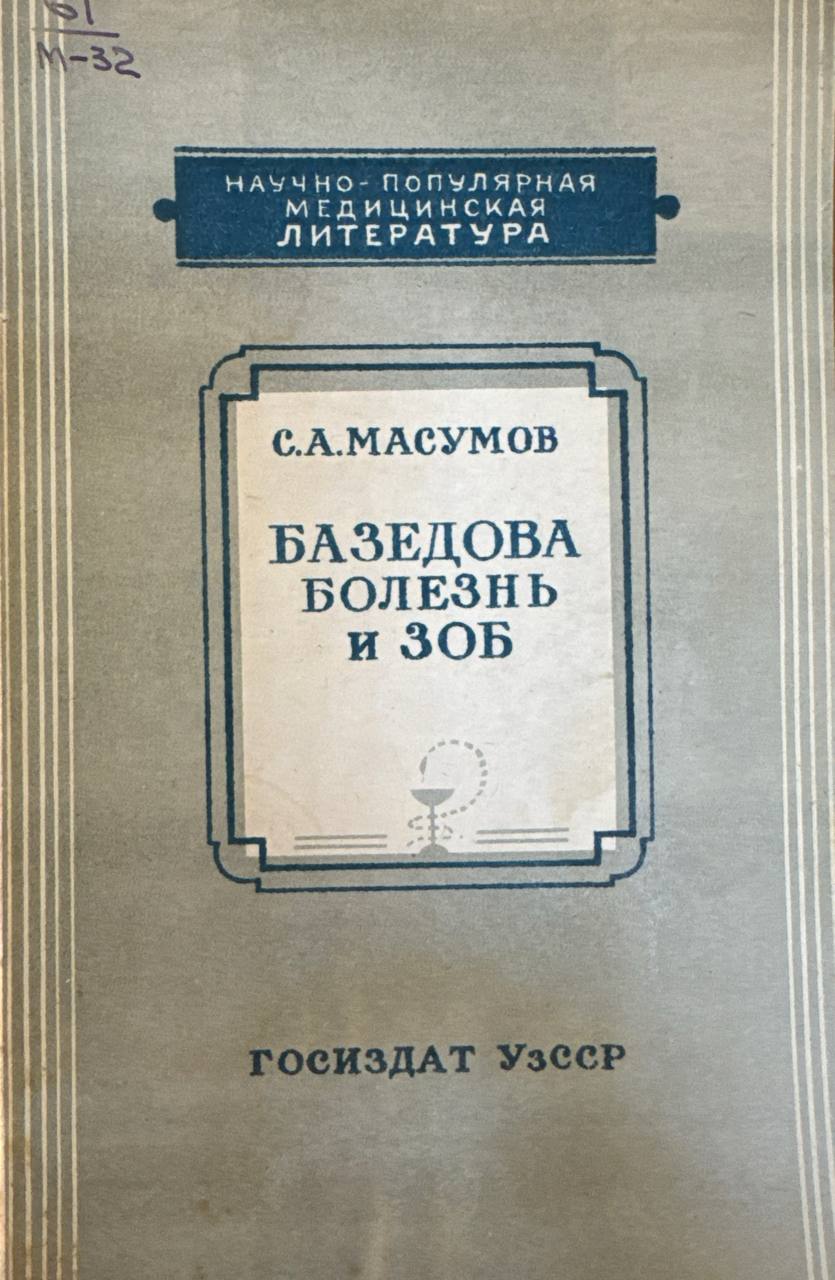 61
М-32
НАУЧНО-ПОПУЛЯРНАЯ
МЕДИЦИНСКАЯ
ЛИТЕРАТУРА
С.А.МАСУМОВ
БАЗЕДОВА
БОЛЕЗНЬ
и ЗОБ
ГОСИЗДАТ УзССР